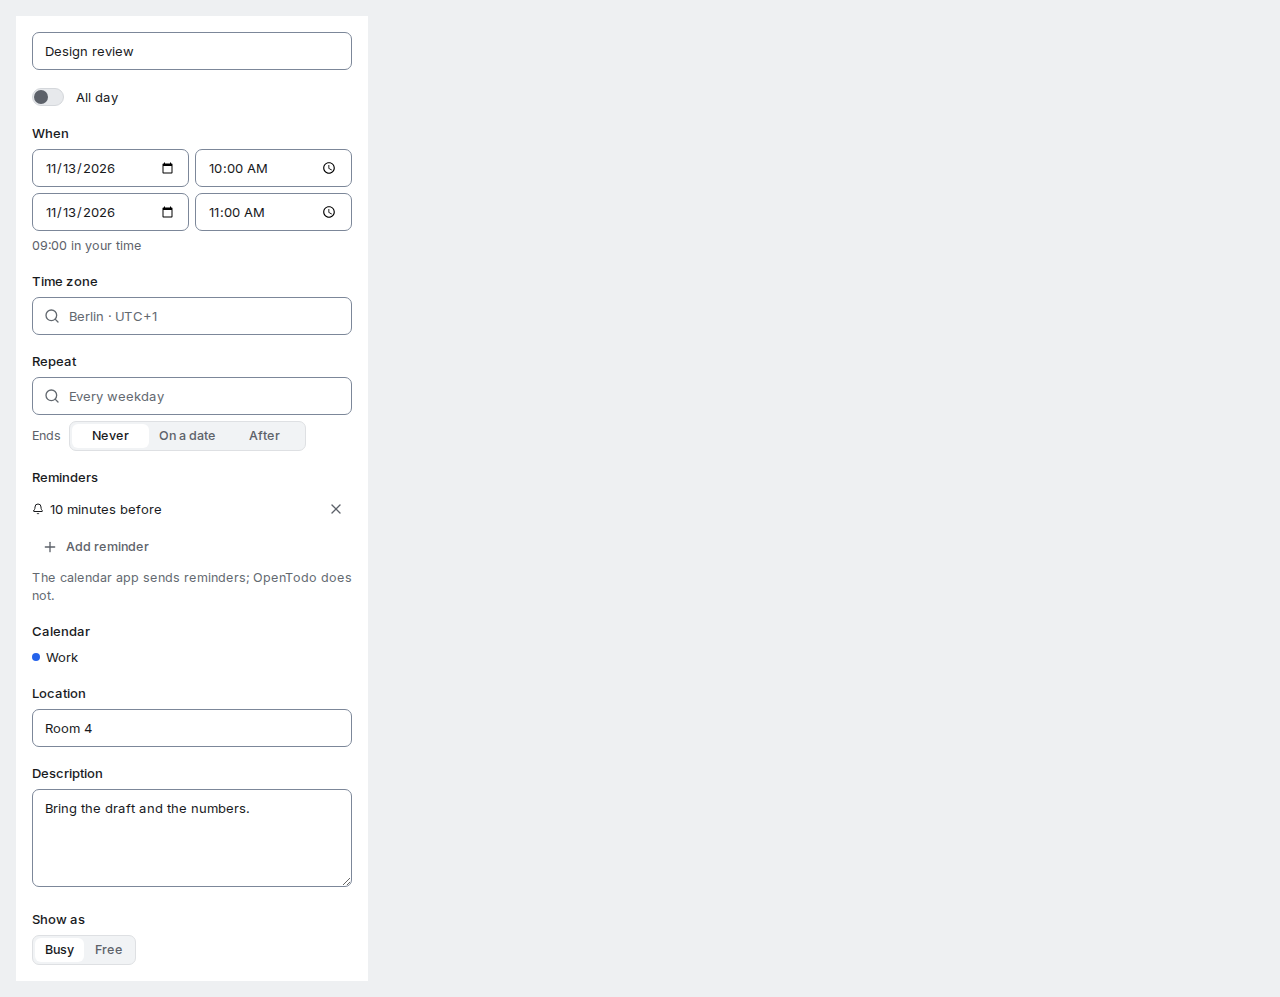 Design review
All day
When
11/13/2026 10:00 AM
11/13/2026 11:00 AM
09:00 in your time
Time zone
Berlin · UTC+1
Repeat
Every weekday
Ends Never On a date After
Reminders
10 minutes before
Add reminder
The calendar app sends reminders; OpenTodo does
not.
Calendar
Work
Location
Room 4
Description
Bring the draft and the numbers.
Show as
Busy Free